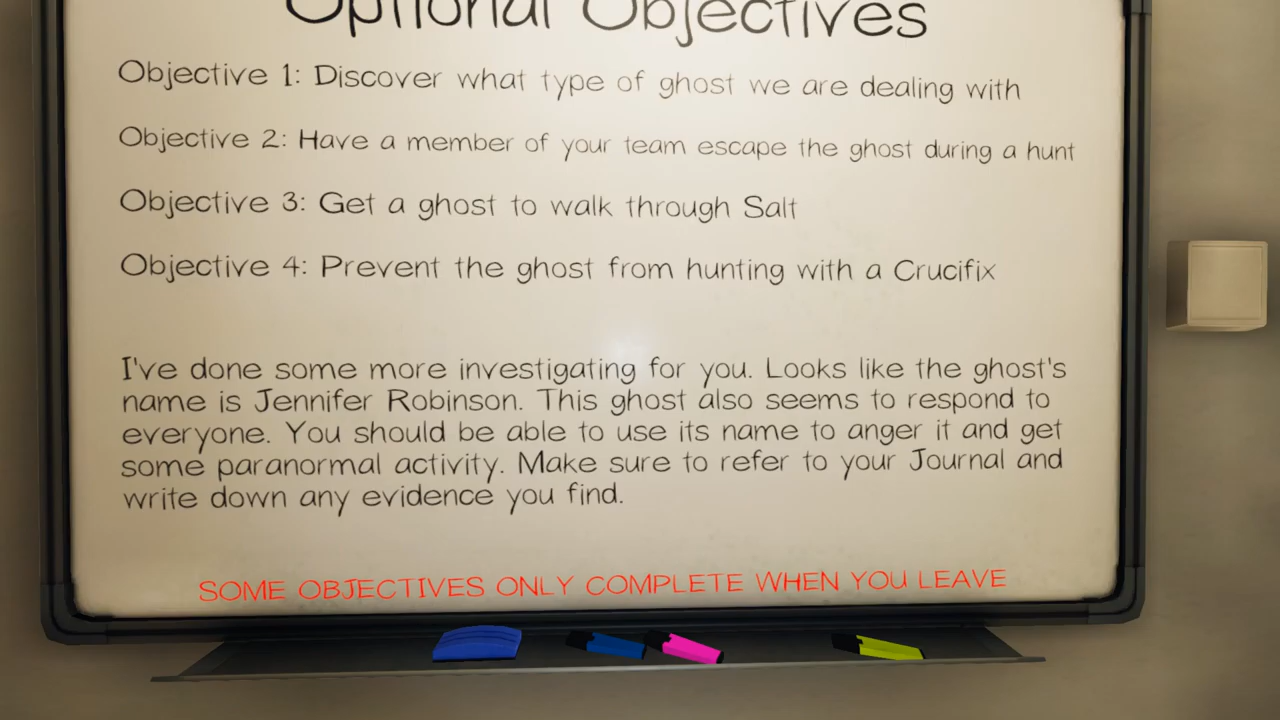 Optional Objectives
Objective 1: Discover what type of ghost we are dealing with
Objective 2: Have a member of your team escape the ghost during a hunt
Objective 3: Get a ghost to walk through Salt
Objective 4: Prevent the ghost from hunting with a Crucifix
I've done some more investigating for you. Looks like the ghost's
name is Jennifer Robinson. This ghost also seems to respond to
everyone. You should be able to use its name to anger it and get
some paranormal activity. Make sure to refer to your Journal and
write down any evidence you find.
SOME OBJECTIVES ONLY COMPLETE WHEN YOU LEAVE